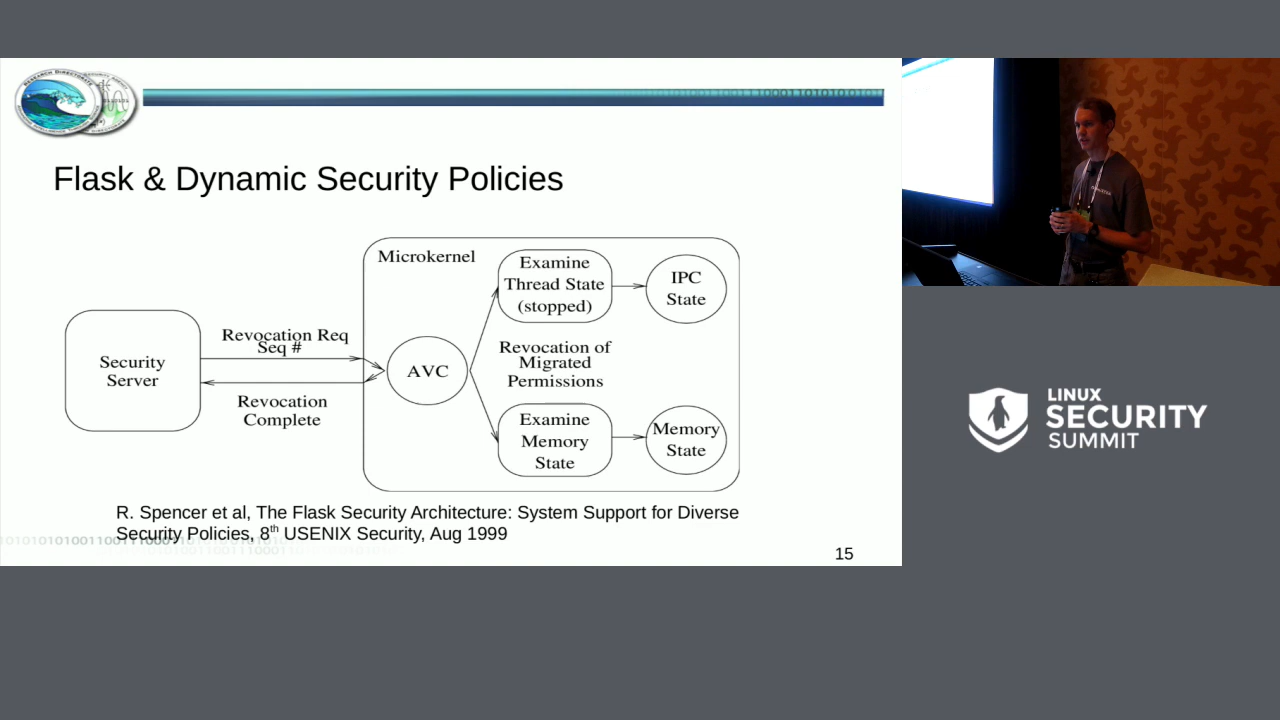 RESEARCH DIRECTORATE
Flask & Dynamic Security Policies
Microkernel
Examine
Thread State
(stopped)
IPC
State
Security
Server
Revocation Req
Seq #
AVC
Revocation of
Migrated
Permissions
Revocation
Complete
Examine
Memory
State
Memory
State
R. Spencer et al, The Flask Security Architecture: System Support for Diverse
Security Policies, 8th USENIX Security, Aug 1999
15
LINUX
SECURITY
SUMMIT